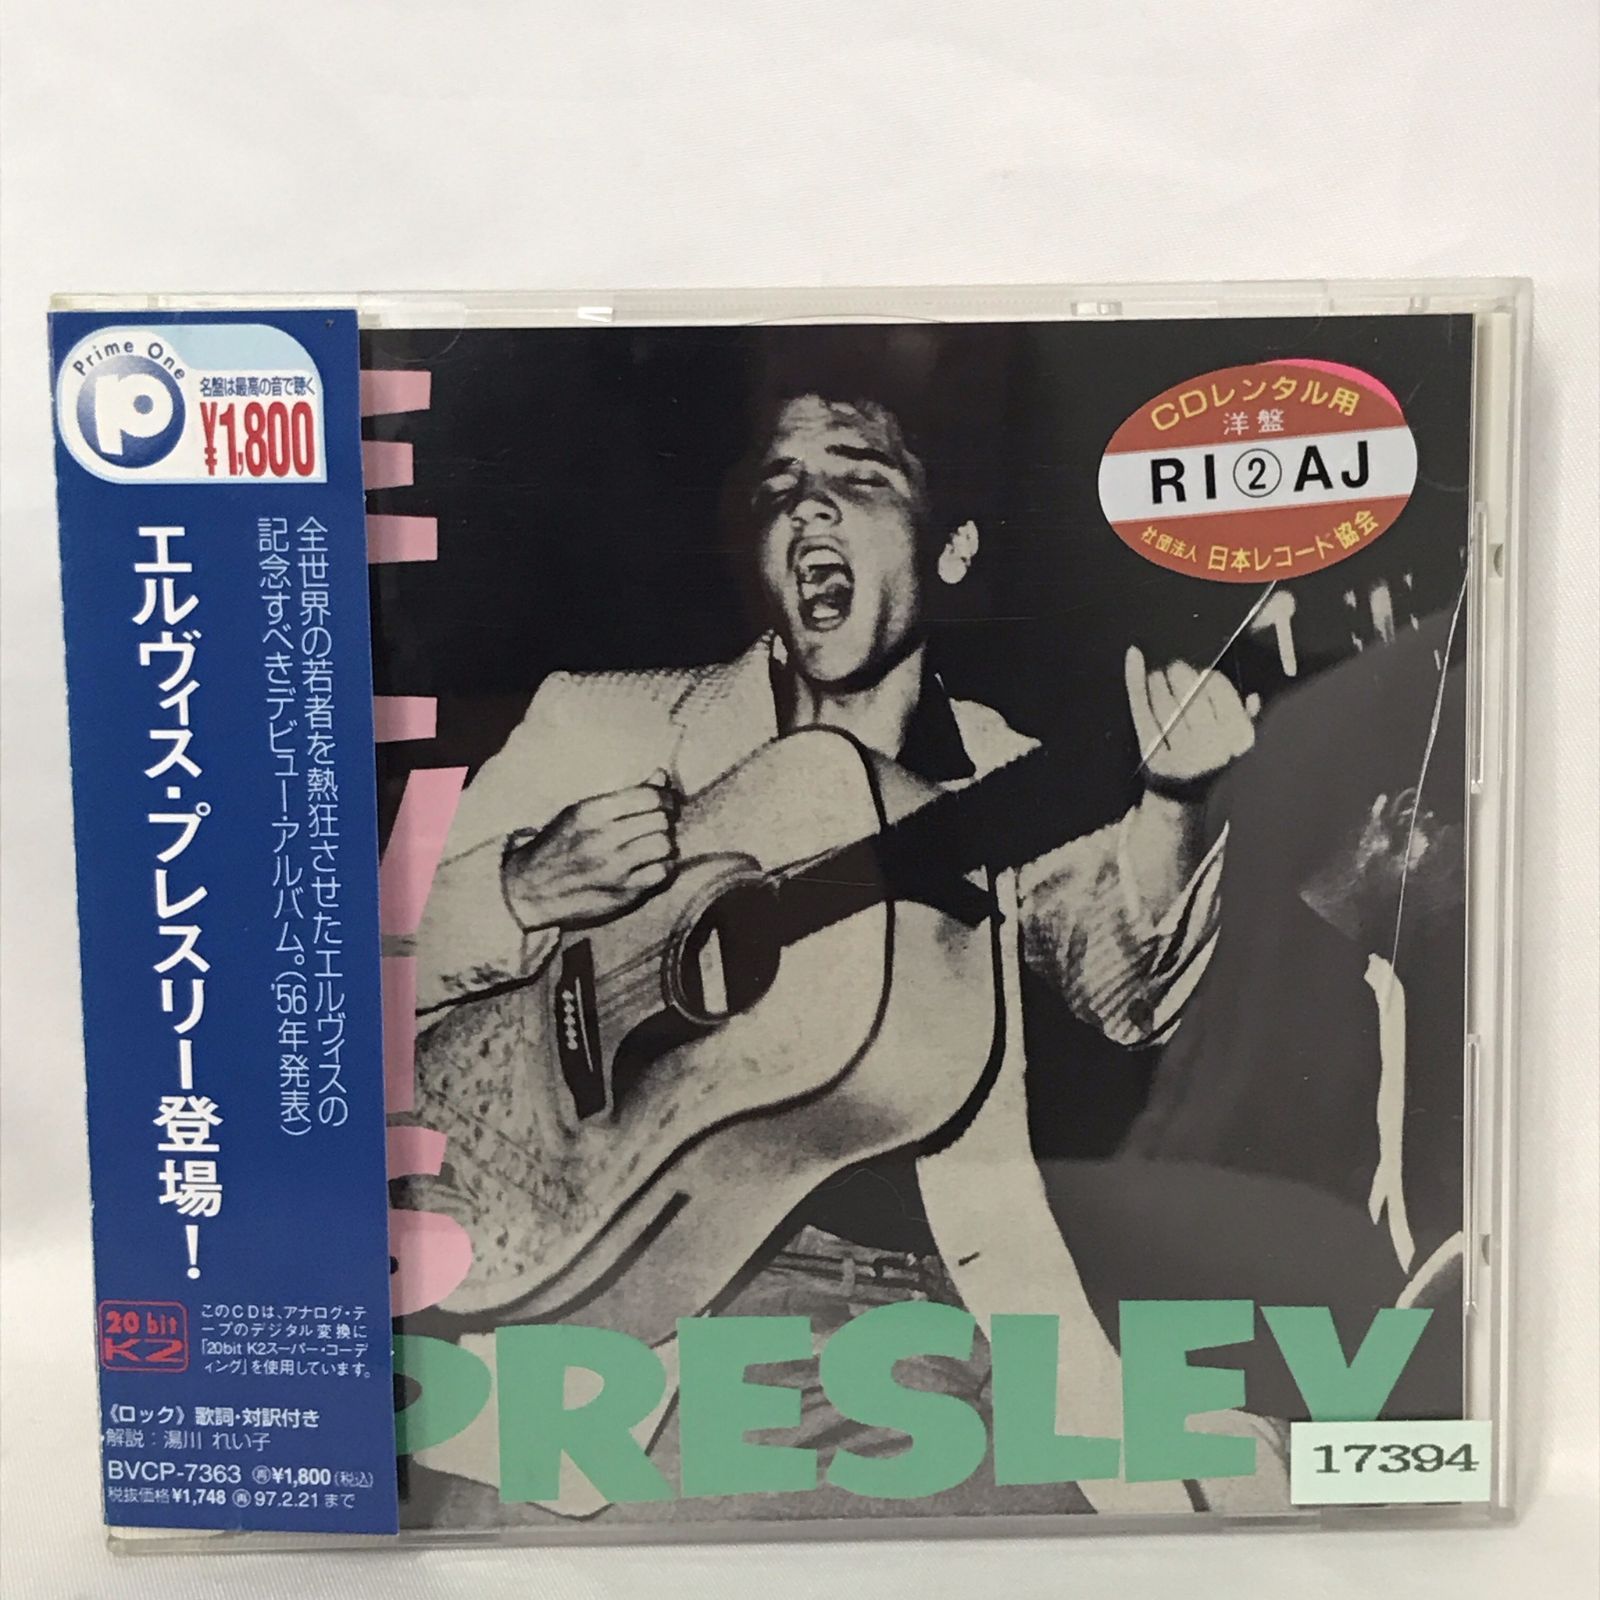 Prime One
p
名盤は最高の音で聴く
¥1,800
全世界の若者を熱狂させたエルヴィスの
記念すべきデビュー・アルバム。('56年発表)
エルヴィス・プレスリー登場!
20 bit
K2
このCDは、アナログ・テ
ープのデジタル変換に
「20bit K2スーパー・コーデ
ィング」を使用しています。
《ロック》 歌詞・対訳付き
解説:湯川 れい子
BVCP-7363 再¥1,800(税込)
税抜価格¥1,748 再97.2.21まで
ELVIS
PRESLEY
CDレンタル用
洋盤
RI②AJ
社団法人 日本レコード協会
17394